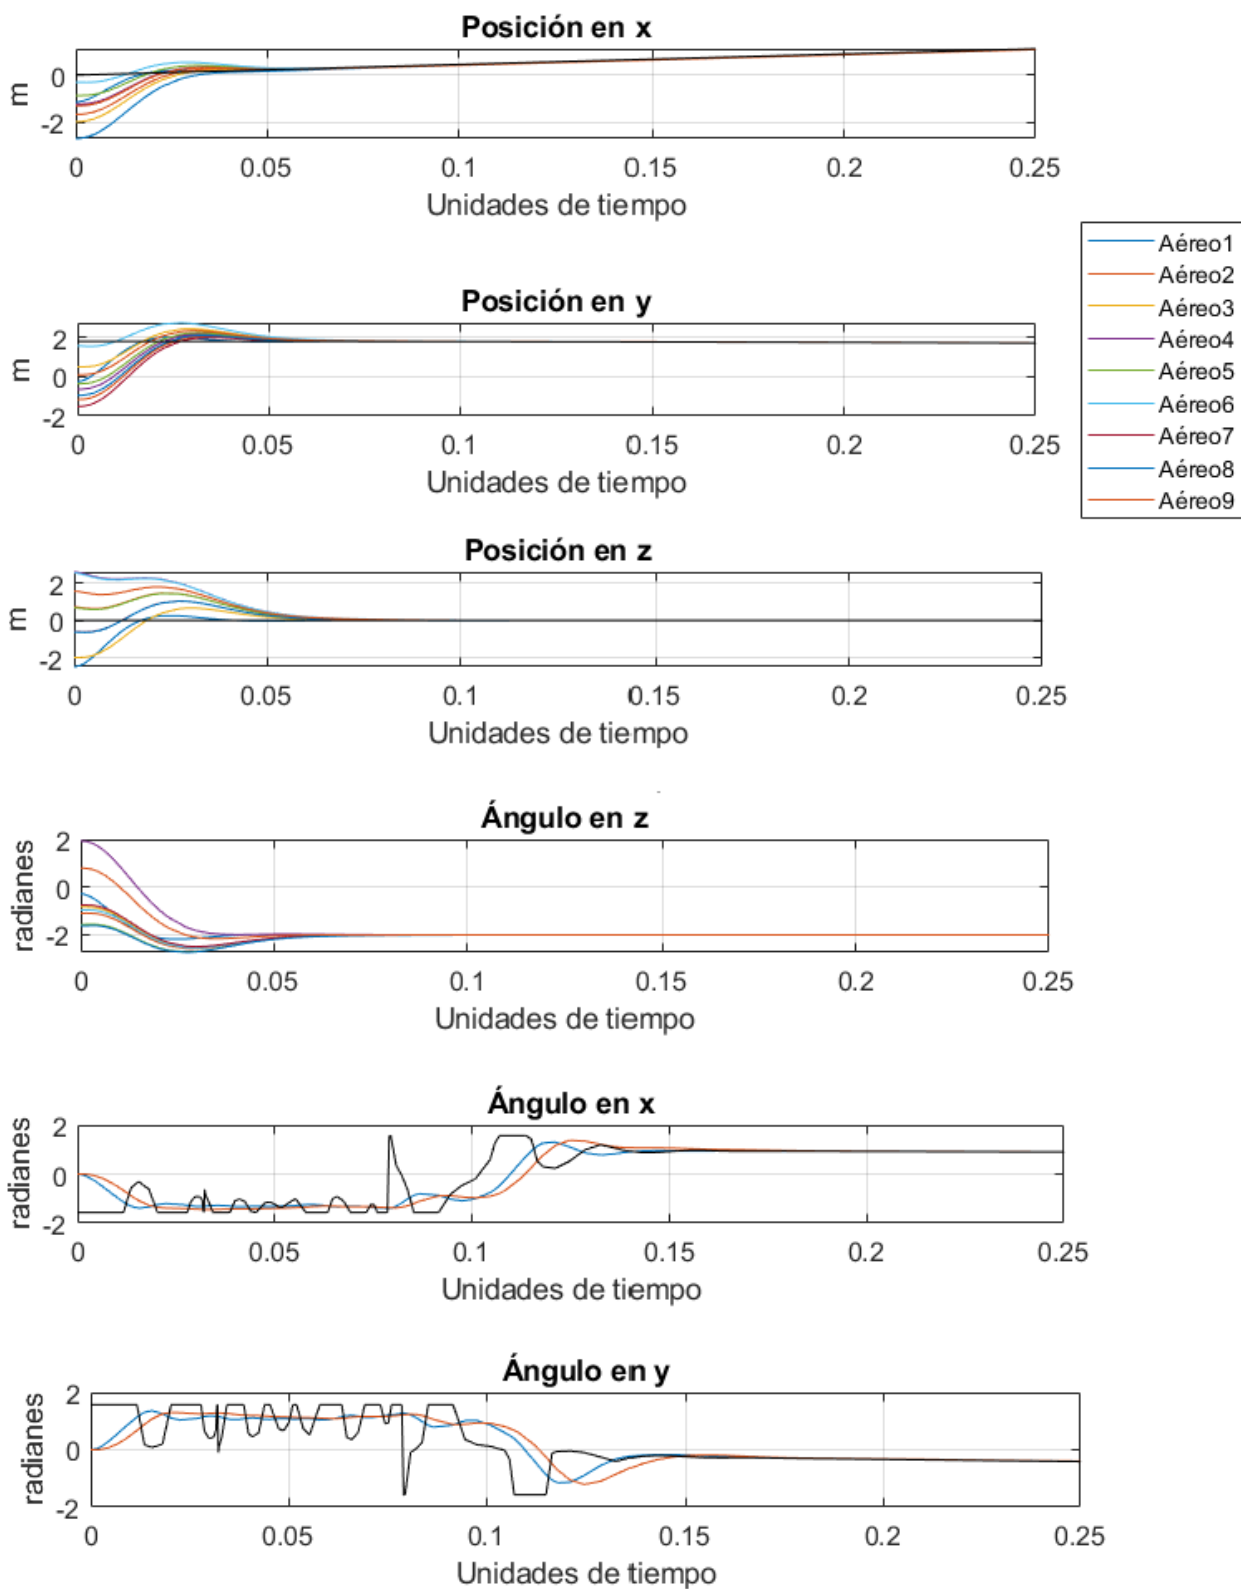 Posición en x
0
-2
m
0 0.05 0.1 0.15 0.2 0.25
Unidades de tiempo
Aéreo1
Aéreo2
Aéreo3
Aéreo4
Aéreo5
Aéreo6
Aéreo7
Aéreo8
Aéreo9
Posición en y
2
0
-2
m
0 0.05 0.1 0.15 0.2 0.25
Unidades de tiempo
Posición en z
2
0
-2
m
0 0.05 0.1 0.15 0.2 0.25
Unidades de tiempo
Ángulo en z
2
0
-2
radianes
0 0.05 0.1 0.15 0.2 0.25
Unidades de tiempo
Ángulo en x
2
0
-2
radianes
0 0.05 0.1 0.15 0.2 0.25
Unidades de tiempo
Ángulo en y
2
0
-2
radianes
0 0.05 0.1 0.15 0.2 0.25
Unidades de tiempo